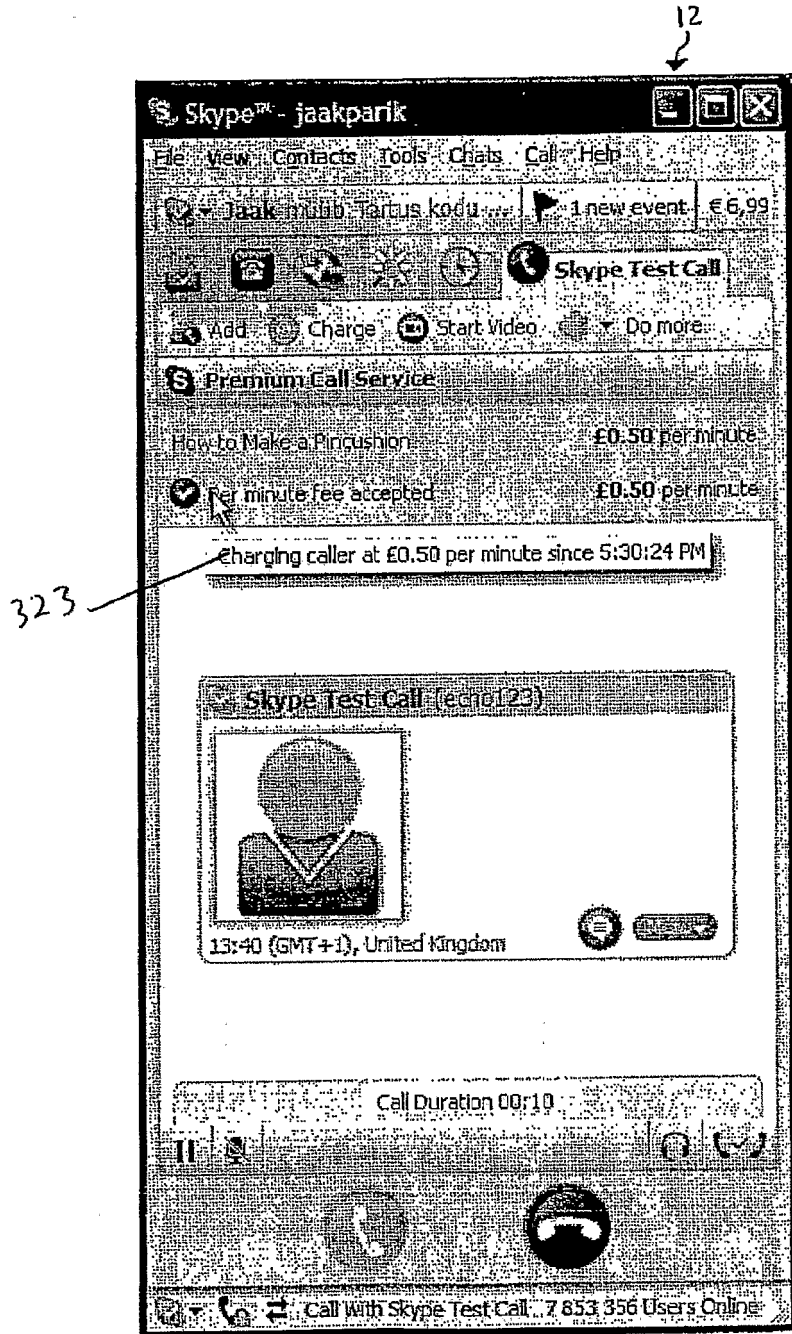 12
Skype™ - jaakparik
File View Contacts Tools Chats Call Help
Jaak mubb Tartus kodu ... 1 new event €6,99
Skype Test Call
Add Charge Start Video Do more
Premium Call Service
How to Make a Pincushion £0.50 per minute
Per minute fee accepted £0.50 per minute
Charging caller at £0.50 per minute since 5:30:24 PM
323
Skype Test Call (echo123)
13:40 (GMT+1), United Kingdom
Call Duration 00:10
Call With Skype Test Call...7 853 356 Users Online